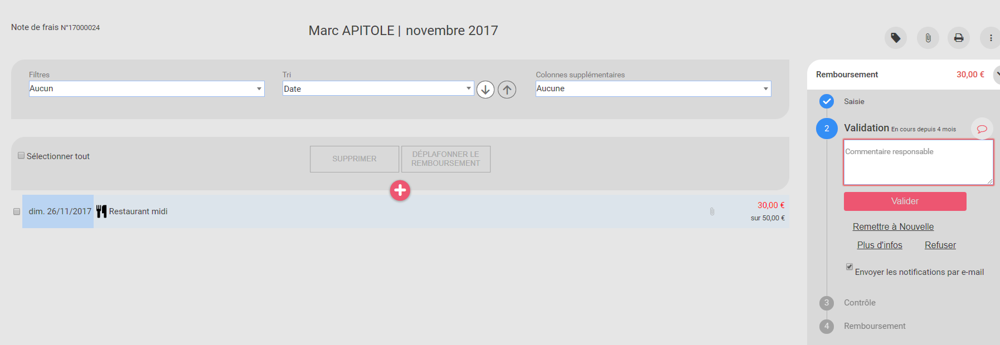 Note de frais N°17000024
Marc APITOLE | novembre 2017
Filtres
Aucun
Tri
Date
Colonnes supplémentaires
Aucune
Sélectionner tout
SUPPRIMER
DÉPLAFONNER LE
REMBOURSEMENT
dim. 26/11/2017 Restaurant midi
30,00 €
sur 50,00 €
Remboursement 30,00 €
Saisie
2 Validation En cours depuis 4 mois
Commentaire responsable
Valider
Remettre à Nouvelle
Plus d'infos Refuser
Envoyer les notifications par e-mail
3 Contrôle
4 Remboursement